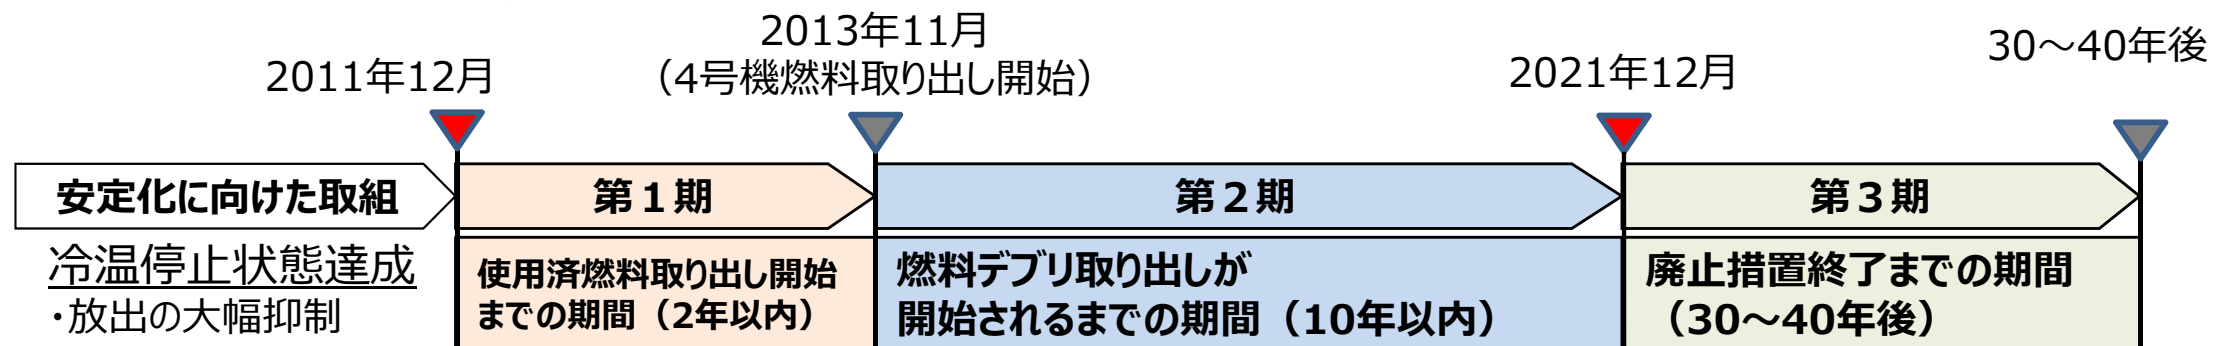 2011年12月
2013年11月
（4号機燃料取り出し開始）
2021年12月
30～40年後
安定化に向けた取組
第１期
第２期
第３期
冷温停止状態達成
・放出の大幅抑制
使用済燃料取り出し開始
までの期間（2年以内）
燃料デブリ取り出しが
開始されるまでの期間（10年以内）
廃止措置終了までの期間
（30～40年後）